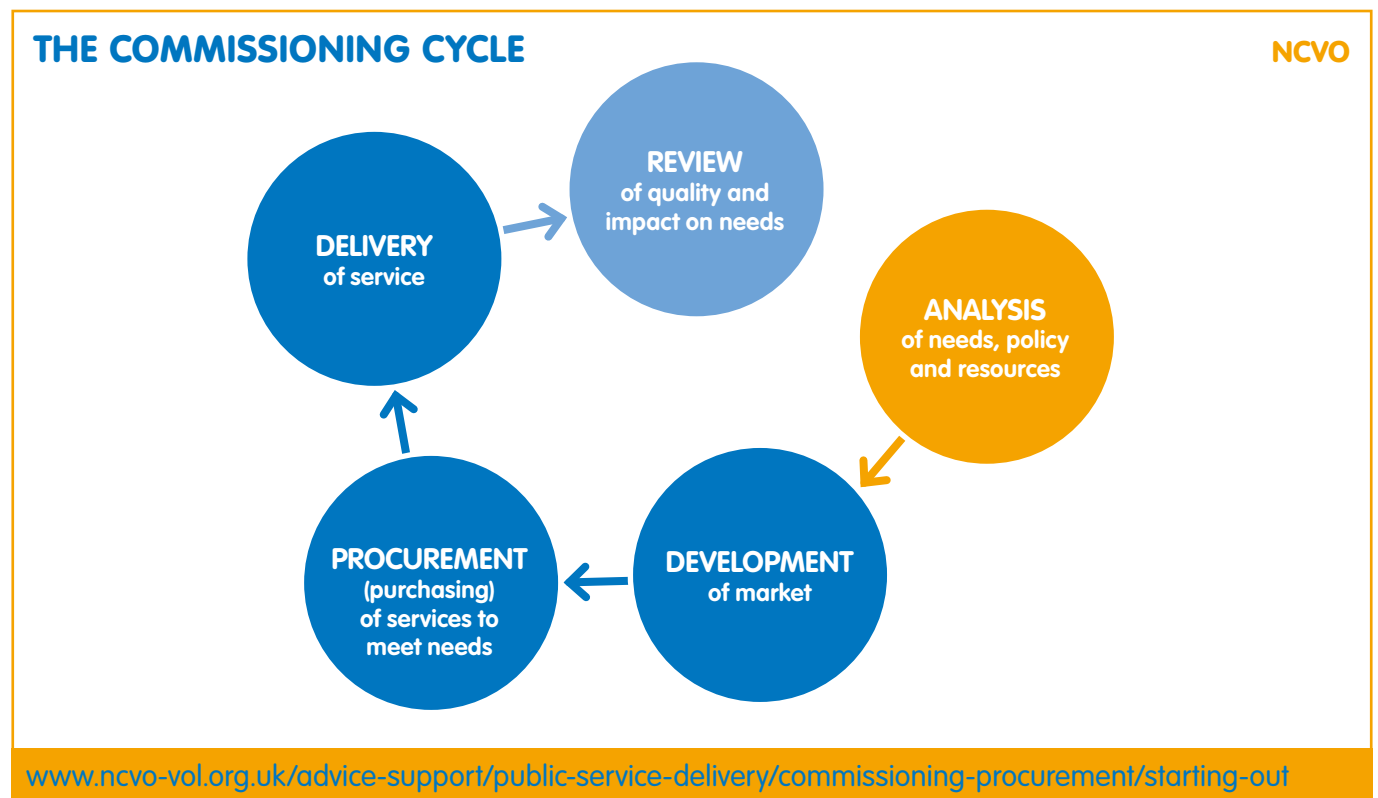 THE COMMISSIONING CYCLE
NCVO
REVIEW
of quality and
impact on needs
DELIVERY
of service
ANALYSIS
of needs, policy
and resources
PROCUREMENT
(purchasing)
of services to
meet needs
DEVELOPMENT
of market
www.ncvo-vol.org.uk/advice-support/public-service-delivery/commissioning-procurement/starting-out